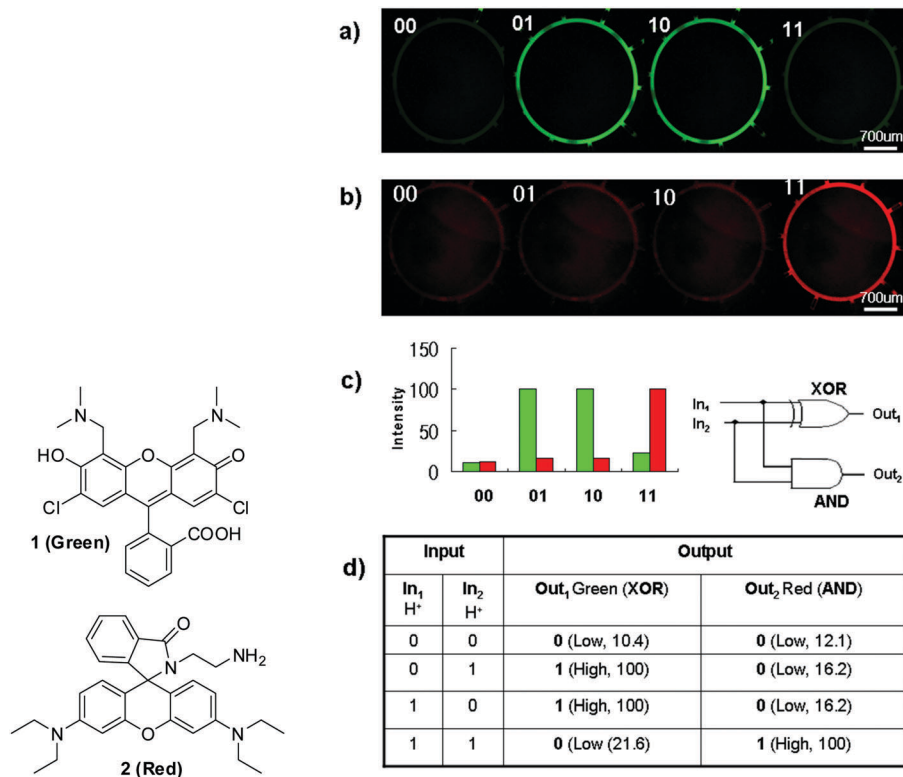 a)
00 01 10 11
700um
b)
00 01 10 11
700um
c)
Intensity
150
100
50
0
00 01 10 11
XOR
In1
In2
Out1
Out2
AND
N
N
HO O O
Cl Cl
COOH
1 (Green)
O
N NH2
N O N
2 (Red)
d)
Input Output
In1 H+ In2 H+ Out1 Green (XOR) Out2 Red (AND)
0 0 0 (Low, 10.4) 0 (Low, 12.1)
0 1 1 (High, 100) 0 (Low, 16.2)
1 0 1 (High, 100) 0 (Low, 16.2)
1 1 0 (Low (21.6) 1 (High, 100)